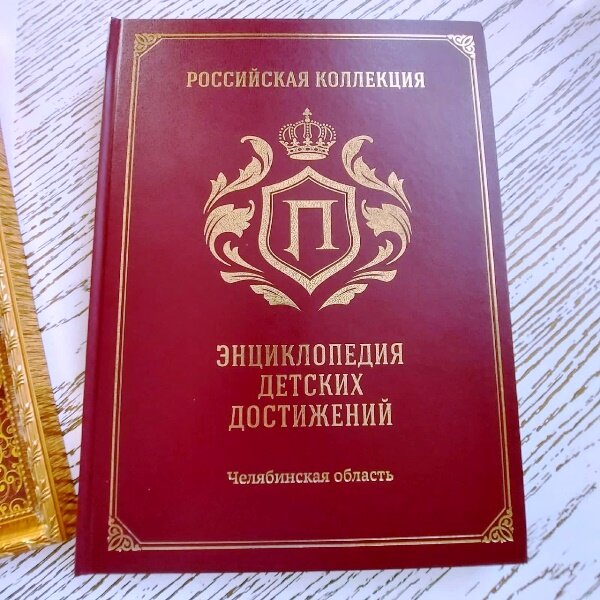 РОССИЙСКАЯ КОЛЛЕКЦИЯ
П
ЭНЦИКЛОПЕДИЯ
ДЕТСКИХ
ДОСТИЖЕНИЙ
Челябинская область